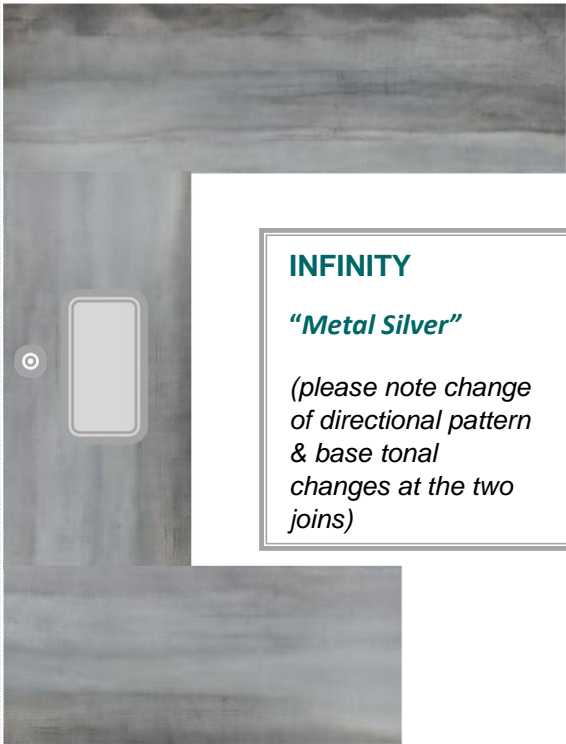 INFINITY
“Metal Silver”
(please note change
of directional pattern
& base tonal
changes at the two
joins)